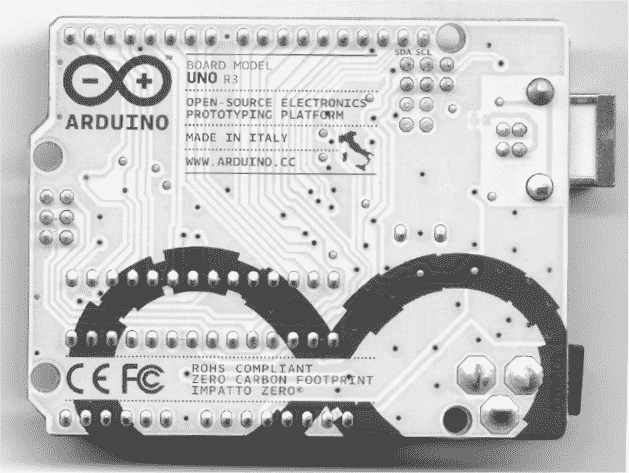 SDA SCL
BOARD MODEL
UNO R3
ARDUINO
OPEN-SOURCE ELECTRONICS
PROTOTYPING PLATFORM
MADE IN ITALY
WWW.ARDUINO.CC
CE FC
ROHS COMPLIANT
ZERO CARBON FOOTPRINT
IMPATTO ZERO®